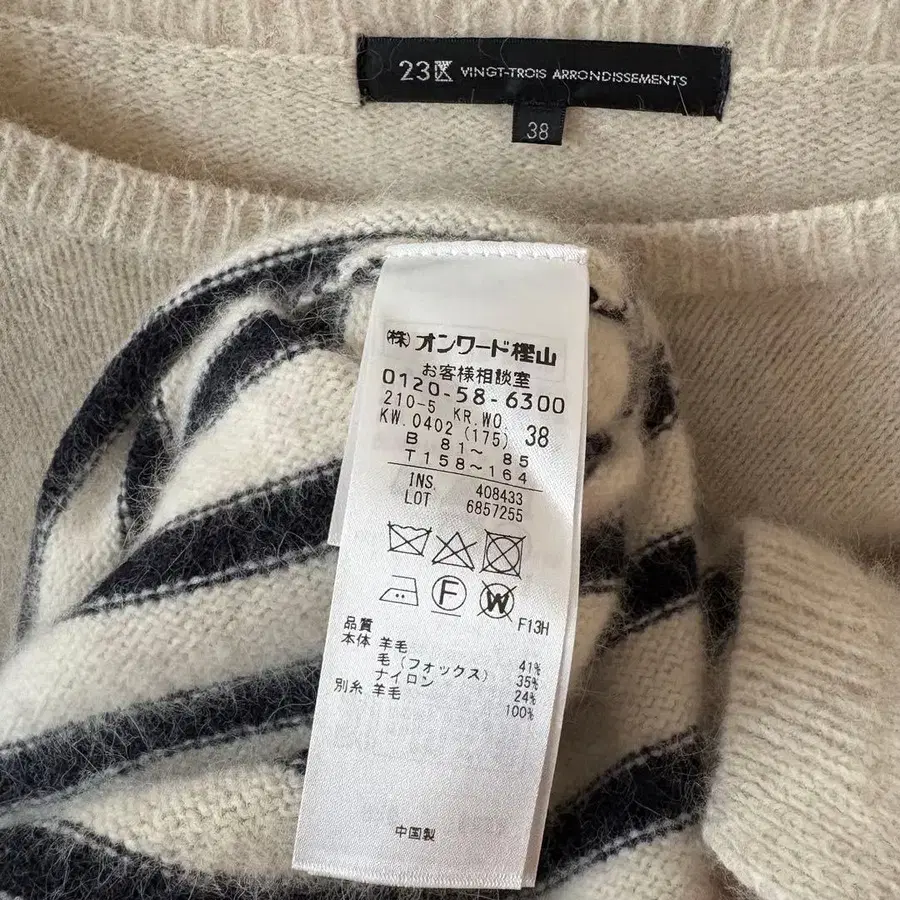 23区 VINGT-TROIS ARRONDISSEMENTS
38
㈱オンワード樫山
お客様相談室
0120-58-6300
210-5 KR.WO
KW.0402 (175) 38
B 81〜 85
T158〜164
INS. 408433
LOT 6857255
F
W
F13H
品質
本体 羊毛 41%
毛(フォックス) 35%
ナイロン 24%
別糸 羊毛 100%
中国製